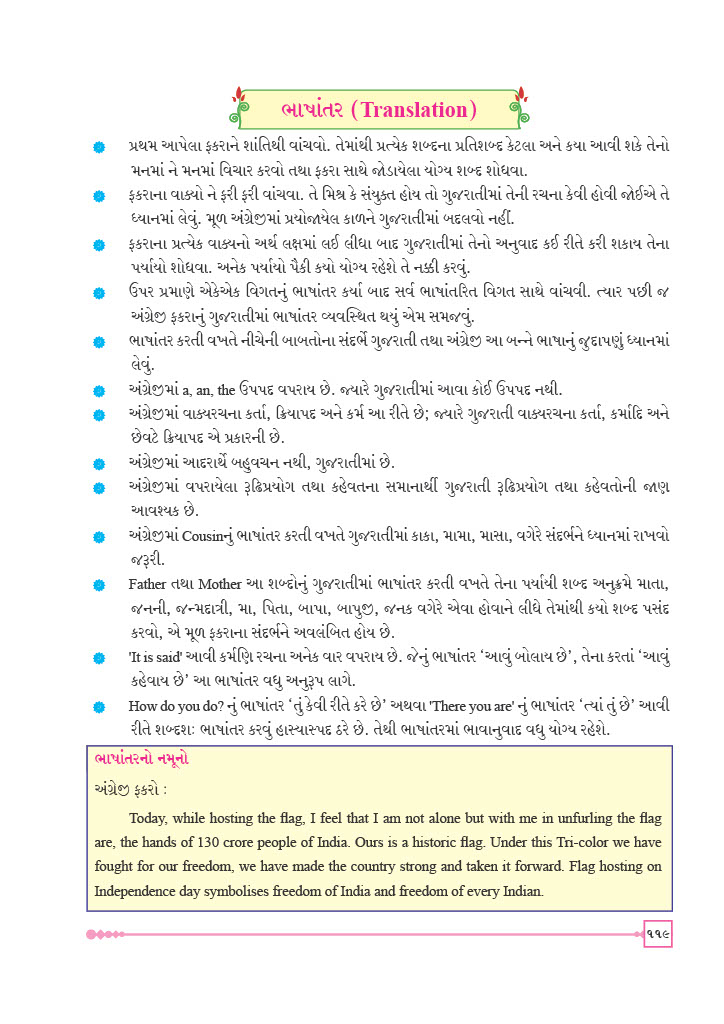 ભાષાંતર (Translation)
પ્રથમ આપેલા ફકરાને શાંતિથી વાંચવો. તેમાંથી પ્રત્યેક શબ્દના પ્રતિશબ્દ કેટલા અને કયા આવી શકે તેનો
મનમાં ને મનમાં વિચાર કરવો તથા ફકરા સાથે જોડાયેલા યોગ્ય શબ્દ શોધવા.
ફકરાના વાક્યો ને ફરી ફરી વાંચવા. તે મિશ્ર કે સંયુક્ત હોય તો ગુજરાતીમાં તેની રચના કેવી હોવી જોઈએ તે
ધ્યાનમાં લેવું. મૂળ અંગ્રેજીમાં પ્રયોજાયેલ કાળને ગુજરાતીમાં બદલવો નહીં.
ફકરાના પ્રત્યેક વાક્યનો અર્થ લક્ષમાં લઈ લીધા બાદ ગુજરાતીમાં તેનો અનુવાદ કઈ રીતે કરી શકાય તેના
પર્યાયો શોધવા. અનેક પર્યાયો પૈકી કયો યોગ્ય રહેશે તે નક્કી કરવું.
ઉપર પ્રમાણે એકેએક વિગતનું ભાષાંતર કર્યા બાદ સર્વ ભાષાંતરિત વિગત સાથે વાંચવી. ત્યાર પછી જ
અંગ્રેજી ફકરાનું ગુજરાતીમાં ભાષાંતર વ્યવસ્થિત થયું એમ સમજવું.
ભાષાંતર કરતી વખતે નીચેની બાબતોના સંદર્ભે ગુજરાતી તથા અંગ્રેજી આ બન્ને ભાષાનું જુદાપણું ધ્યાનમાં
લેવું.
અંગ્રેજીમાં a, an, the ઉપપદ વપરાય છે. જ્યારે ગુજરાતીમાં આવા કોઈ ઉપપદ નથી.
અંગ્રેજીમાં વાક્યરચના કર્તા, ક્રિયાપદ અને કર્મ આ રીતે છે; જ્યારે ગુજરાતી વાક્યરચના કર્તા, કર્માદિ અને
છેવટે ક્રિયાપદ એ પ્રકારની છે.
અંગ્રેજીમાં આદરાર્થે બહુવચન નથી, ગુજરાતીમાં છે.
અંગ્રેજીમાં વપરાયેલા રૂઢિપ્રયોગ તથા કહેવતના સમાનાર્થી ગુજરાતી રૂઢિપ્રયોગ તથા કહેવતોની જાણ
આવશ્યક છે.
અંગ્રેજીમાં Cousinનું ભાષાંતર કરતી વખતે ગુજરાતીમાં કાકા, મામા, માસા, વગેરે સંદર્ભને ધ્યાનમાં રાખવો
જરૂરી.
Father તથા Mother આ શબ્દોનું ગુજરાતીમાં ભાષાંતર કરતી વખતે તેના પર્યાયી શબ્દ અનુક્રમે માતા,
જનની, જન્મદાત્રી, મા, પિતા, બાપા, બાપુજી, જનક વગેરે એવા હોવાને લીધે તેમાંથી કયો શબ્દ પસંદ
કરવો, એ મૂળ ફકરાના સંદર્ભને અવલંબિત હોય છે.
'It is said' આવી કર્મણિ રચના અનેક વાર વપરાય છે. જેનું ભાષાંતર ‘આવું બોલાય છે’, તેના કરતાં ‘આવું
કહેવાય છે’ આ ભાષાંતર વધુ અનુરૂપ લાગે.
How do you do? નું ભાષાંતર ‘તું કેવી રીતે કરે છે’ અથવા 'There you are' નું ભાષાંતર ‘ત્યાં તું છે’ આવી
રીતે શબ્દશઃ ભાષાંતર કરવું હાસ્યાસ્પદ ઠરે છે. તેથી ભાષાંતરમાં ભાવાનુવાદ વધુ યોગ્ય રહેશે.
ભાષાંતરનો નમૂનો
અંગ્રેજી ફકરો :
Today, while hosting the flag, I feel that I am not alone but with me in unfurling the flag
are, the hands of 130 crore people of India. Ours is a historic flag. Under this Tri-color we have
fought for our freedom, we have made the country strong and taken it forward. Flag hosting on
Independence day symbolises freedom of India and freedom of every Indian.
૧૧૯